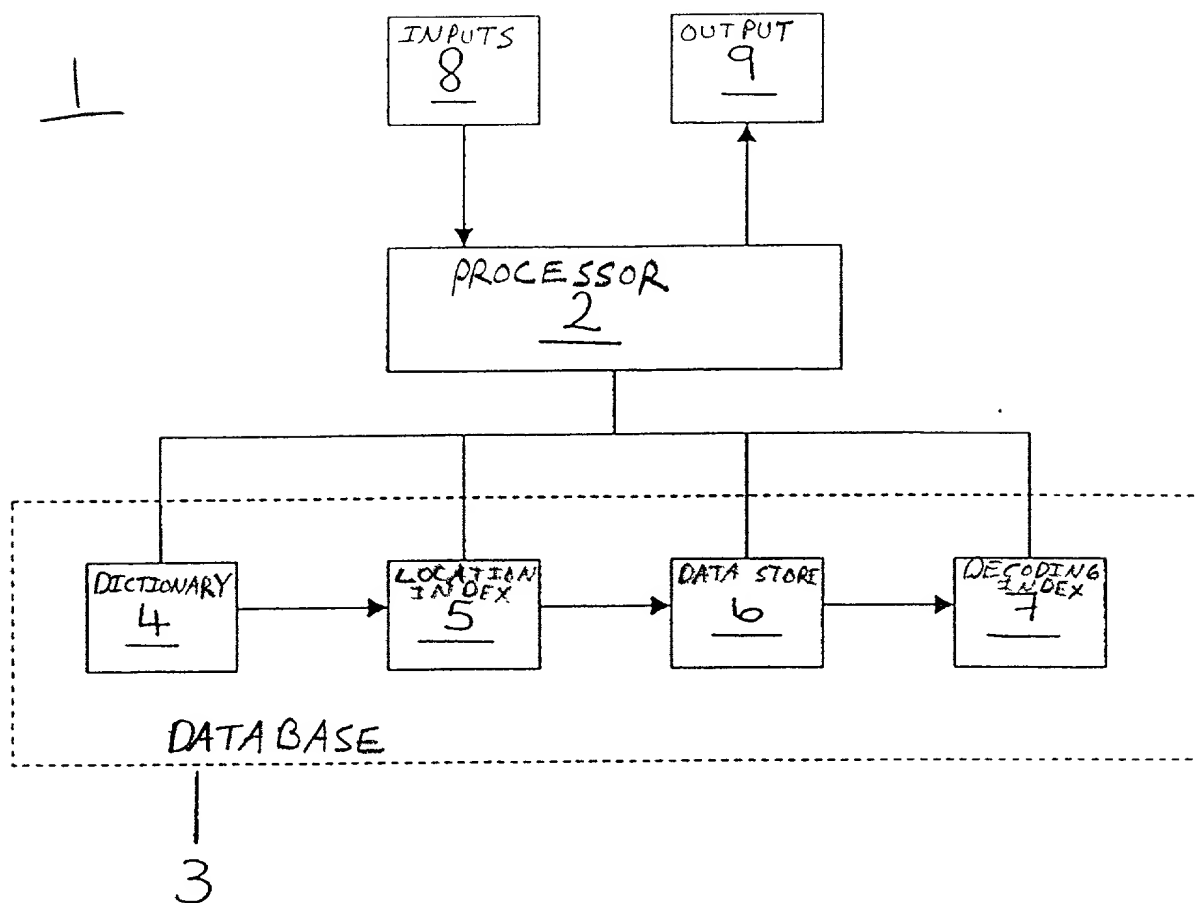 INPUTS
8
OUTPUT
9
1
PROCESSOR
2
DICTIONARY
4
LOCATION
INDEX
5
DATA STORE
6
DECODING
INDEX
7
DATABASE
3